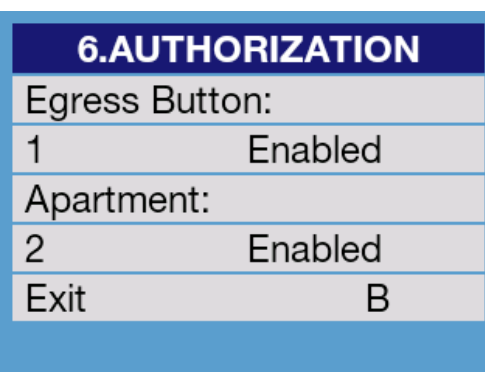 6.AUTHORIZATION
Egress Button:
1 Enabled
Apartment:
2 Enabled
Exit B